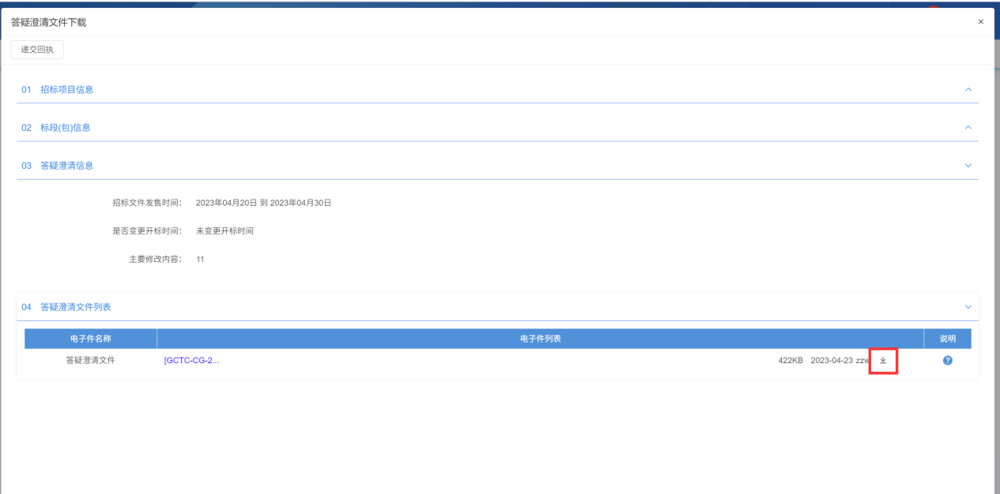 答疑澄清文件下载 ×
递交回执
01 招标项目信息
02 标段(包)信息
03 答疑澄清信息
招标文件发售时间： 2023年04月20日 到 2023年04月30日
是否变更开标时间： 未变更开标时间
主要修改内容： 11
04 答疑澄清文件列表
电子件名称 电子件列表 说明
答疑澄清文件 [GCTC-CG-2... 422KB 2023-04-23 zzw ?